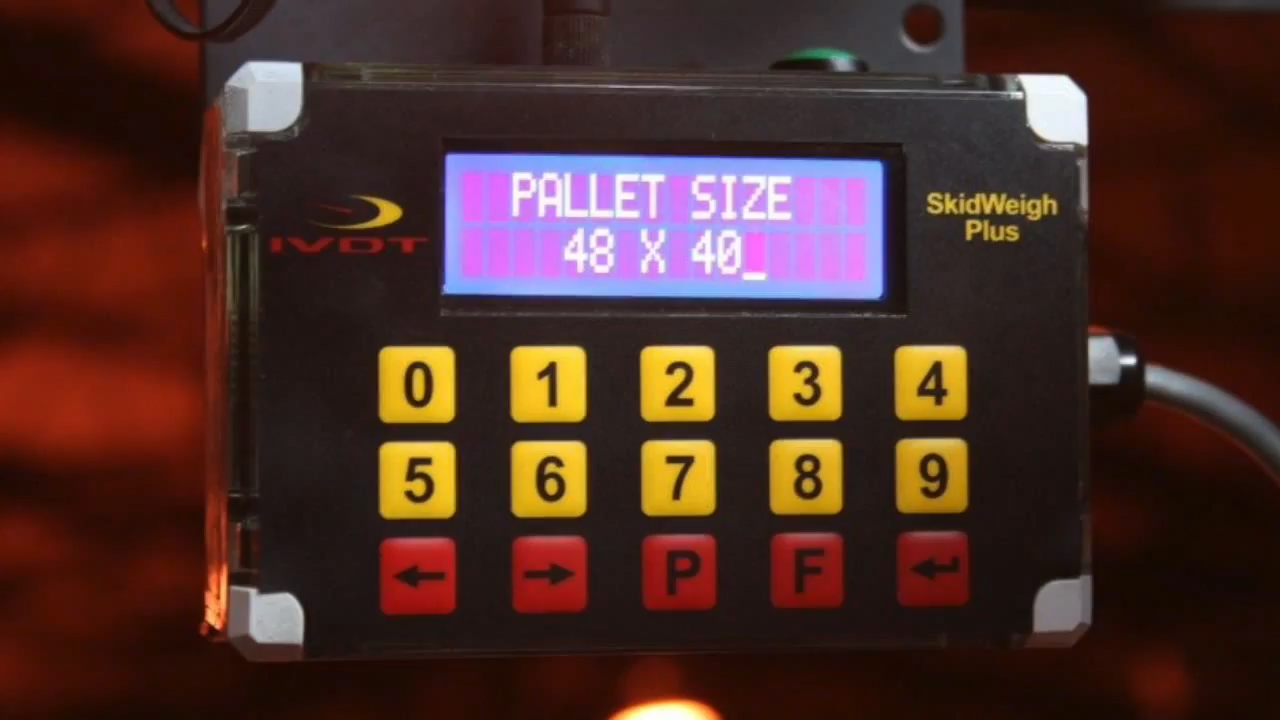 PALLET SIZE
48 X 40_
IVDT
SkidWeigh
Plus
0 1 2 3 4
5 6 7 8 9
← → P F ↵